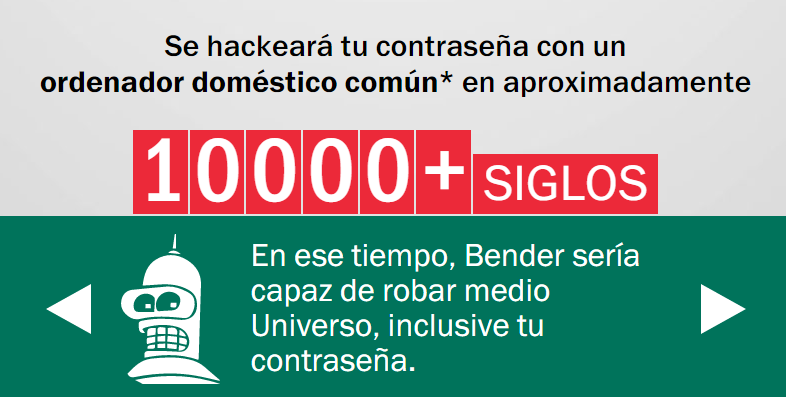 Se hackeará tu contraseña con un
ordenador doméstico común* en aproximadamente
10000+ SIGLOS
En ese tiempo, Bender sería
capaz de robar medio
Universo, inclusive tu
contraseña.